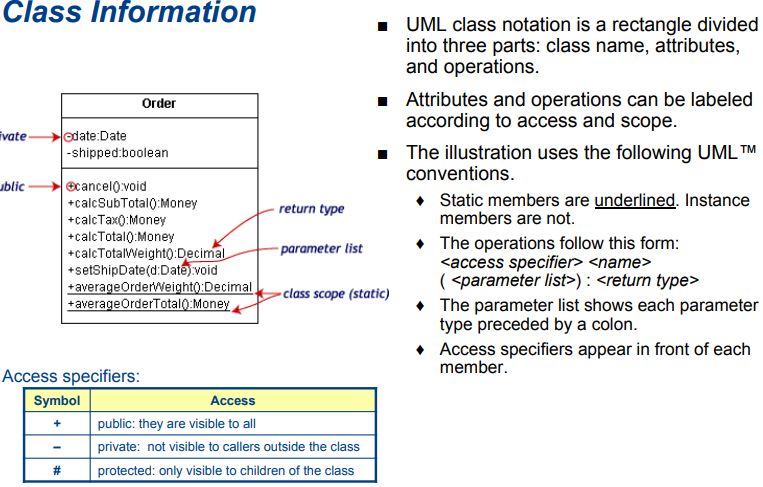 Class Information
Order
-date:Date
-shipped:boolean
+cancel():void
+calcSubTotal():Money
+calcTax():Money
+calcTotal():Money
+calcTotalWeight():Decimal
+setShipDate(d:Date):void
+averageOrderWeight():Decimal
+averageOrderTotal():Money
ivate
ublic
return type
parameter list
class scope (static)
Access specifiers:
Symbol Access
+ public: they are visible to all
– private: not visible to callers outside the class
# protected: only visible to children of the class
■ UML class notation is a rectangle divided
into three parts: class name, attributes,
and operations.
■ Attributes and operations can be labeled
according to access and scope.
■ The illustration uses the following UML™
conventions.
♦ Static members are underlined. Instance
members are not.
♦ The operations follow this form:
<access specifier> <name>
( <parameter list>) : <return type>
♦ The parameter list shows each parameter
type preceded by a colon.
♦ Access specifiers appear in front of each
member.